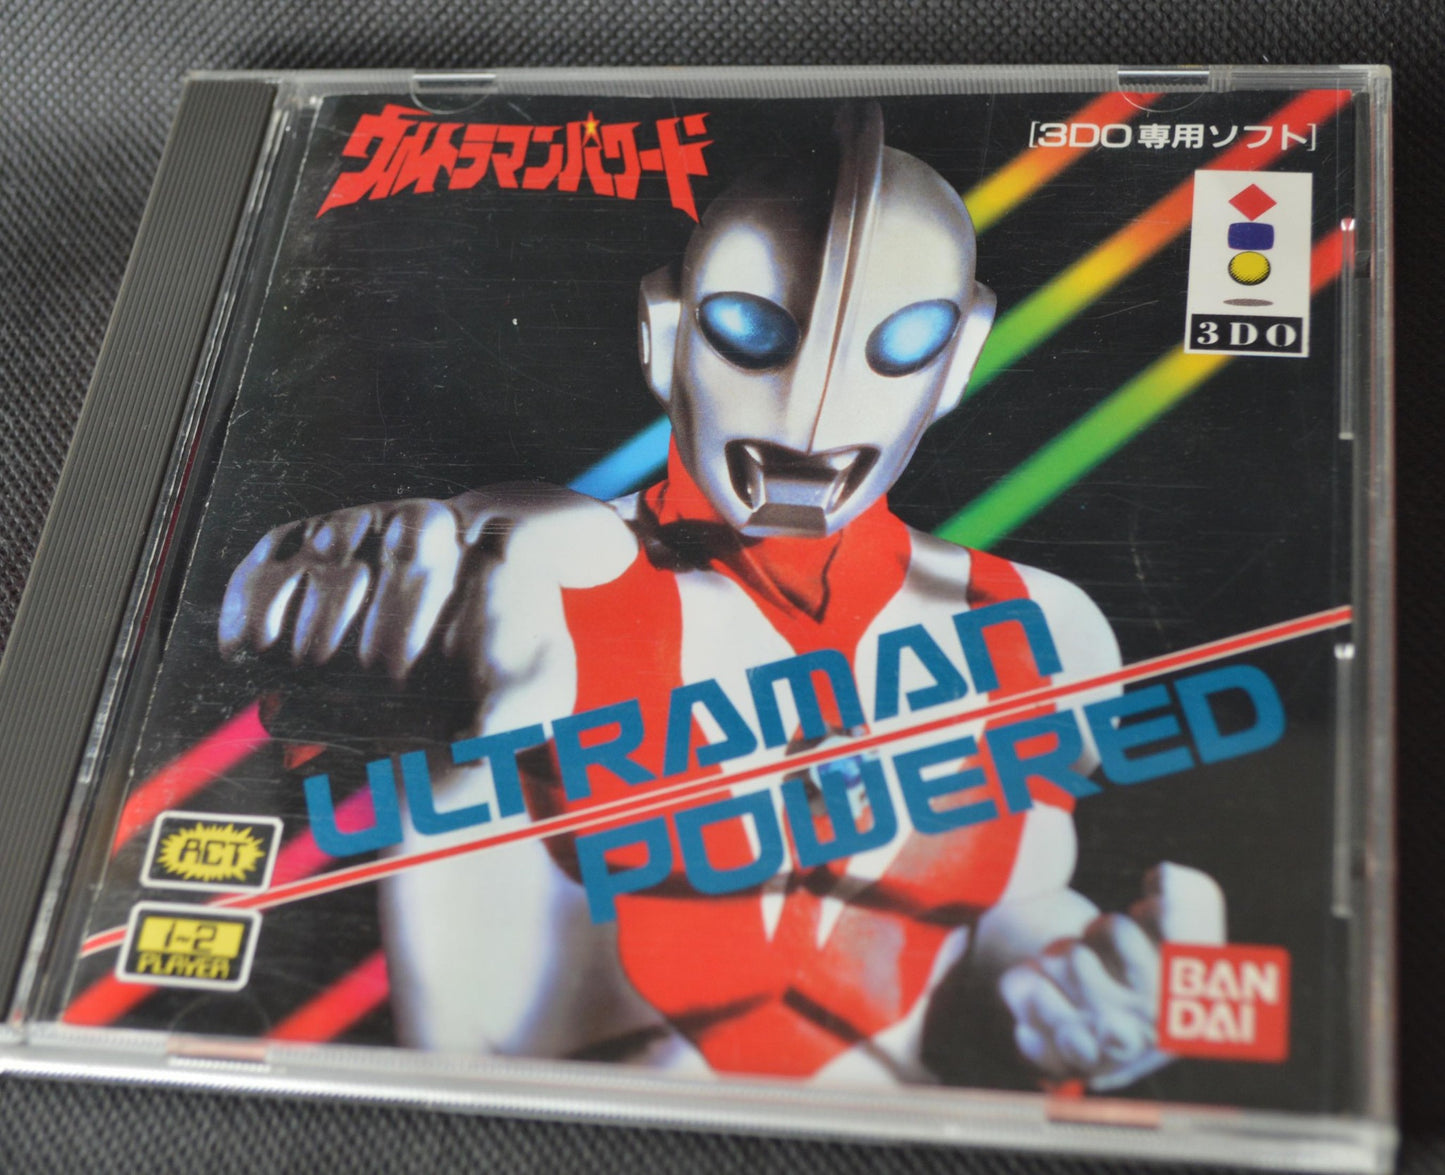 ウルトラマンパワード
[3DO専用ソフト]
3DO
ULTRAMAN
POWERED
ACT
1~2
PLAYER
BAN
DAI